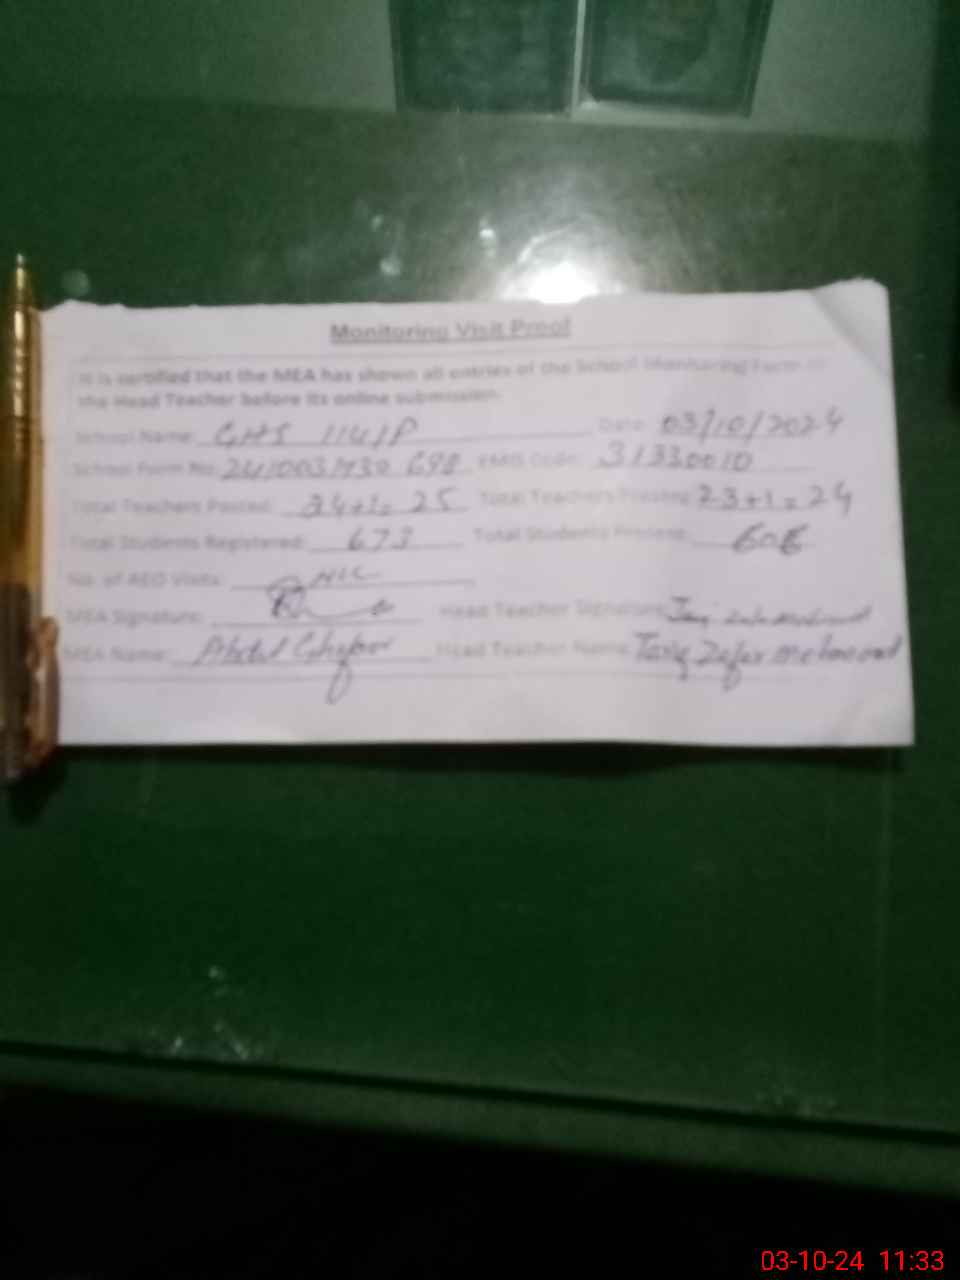 Monitoring Visit Proof
It is certified that the MEA has shown all entries of the School Monitoring Form to
the Head Teacher before its online submission.
School Name: GHS 114/P Date: 03/10/2024
School Form No: EMIS Code: 31330010
Total Teachers Posted: 24+1= 25 Total Teachers Present: 23+1= 24
Total Students Registered: 673 Total Students Present: 606
No. of AEO Visits: NIL
MEA Signature: Head Teacher Signature:
MEA Name: Abdul Ghafoor Head Teacher Name: Tariq Zafar Mehmood
03-10-24 11:33